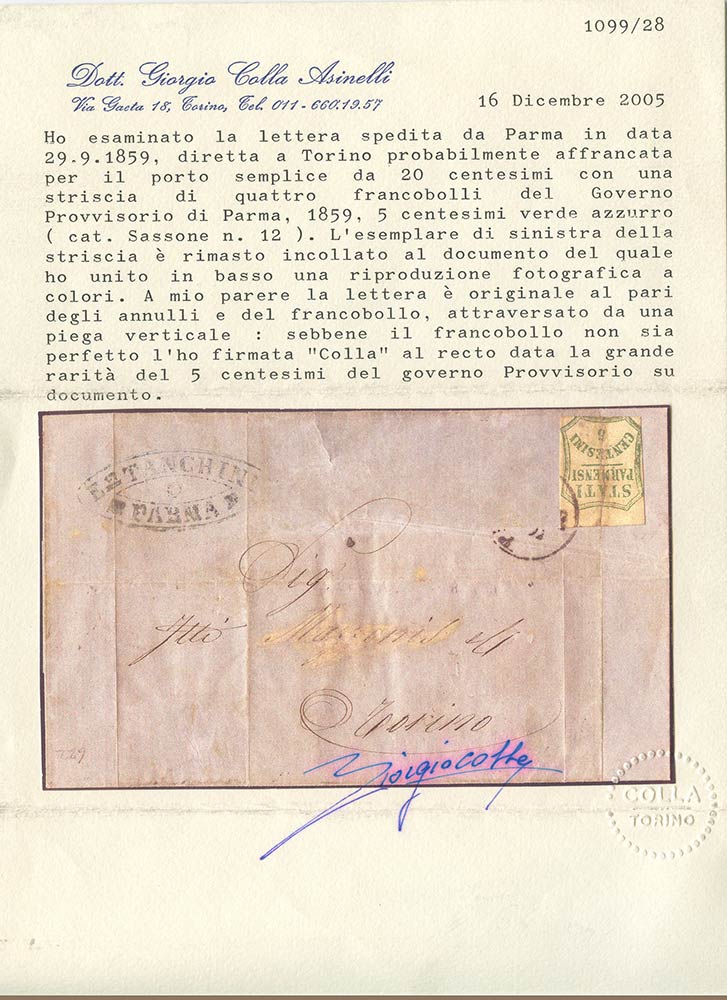 1099/28
Dott. Giorgio Colla Asinelli
Via Gaeta 18, Torino, Tel. 011 - 660.19.57
16 Dicembre 2005
Ho esaminato la lettera spedita da Parma in data
29.9.1859, diretta a Torino probabilmente affrancata
per il porto semplice da 20 centesimi con una
striscia di quattro francobolli del Governo
Provvisorio di Parma, 1859, 5 centesimi verde azzurro
( cat. Sassone n. 12 ). L'esemplare di sinistra della
striscia è rimasto incollato al documento del quale
ho unito in basso una riproduzione fotografica a
colori. A mio parere la lettera è originale al pari
degli annulli e del francobollo, attraversato da una
piega verticale : sebbene il francobollo non sia
perfetto l'ho firmata "Colla" al recto data la grande
rarità del 5 centesimi del governo Provvisorio su
documento.
TANCHINI
PARMA
STATI
PARMENSI
CENTESIMI
5
Sig.
Torino
Giorgio Colla
COLLA
TORINO